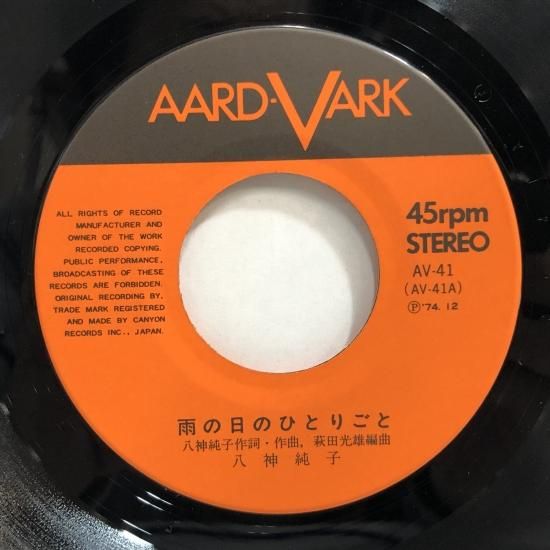 AARD-VARK
ALL RIGHTS OF RECORD
MANUFACTURER AND
OWNER OF THE WORK
RECORDED COPYING.
PUBLIC PERFORMANCE,
BROADCASTING OF THESE
RECORDS ARE FORBIDDEN.
ORIGINAL RECORDING BY,
TRADE MARK REGISTERED
AND MADE BY CANYON
RECORDS INC., JAPAN.
45rpm
STEREO
AV-41
(AV-41A)
Ⓟ'74. 12
雨の日のひとりごと
八神純子作詞・作曲, 萩田光雄編曲
八神純子